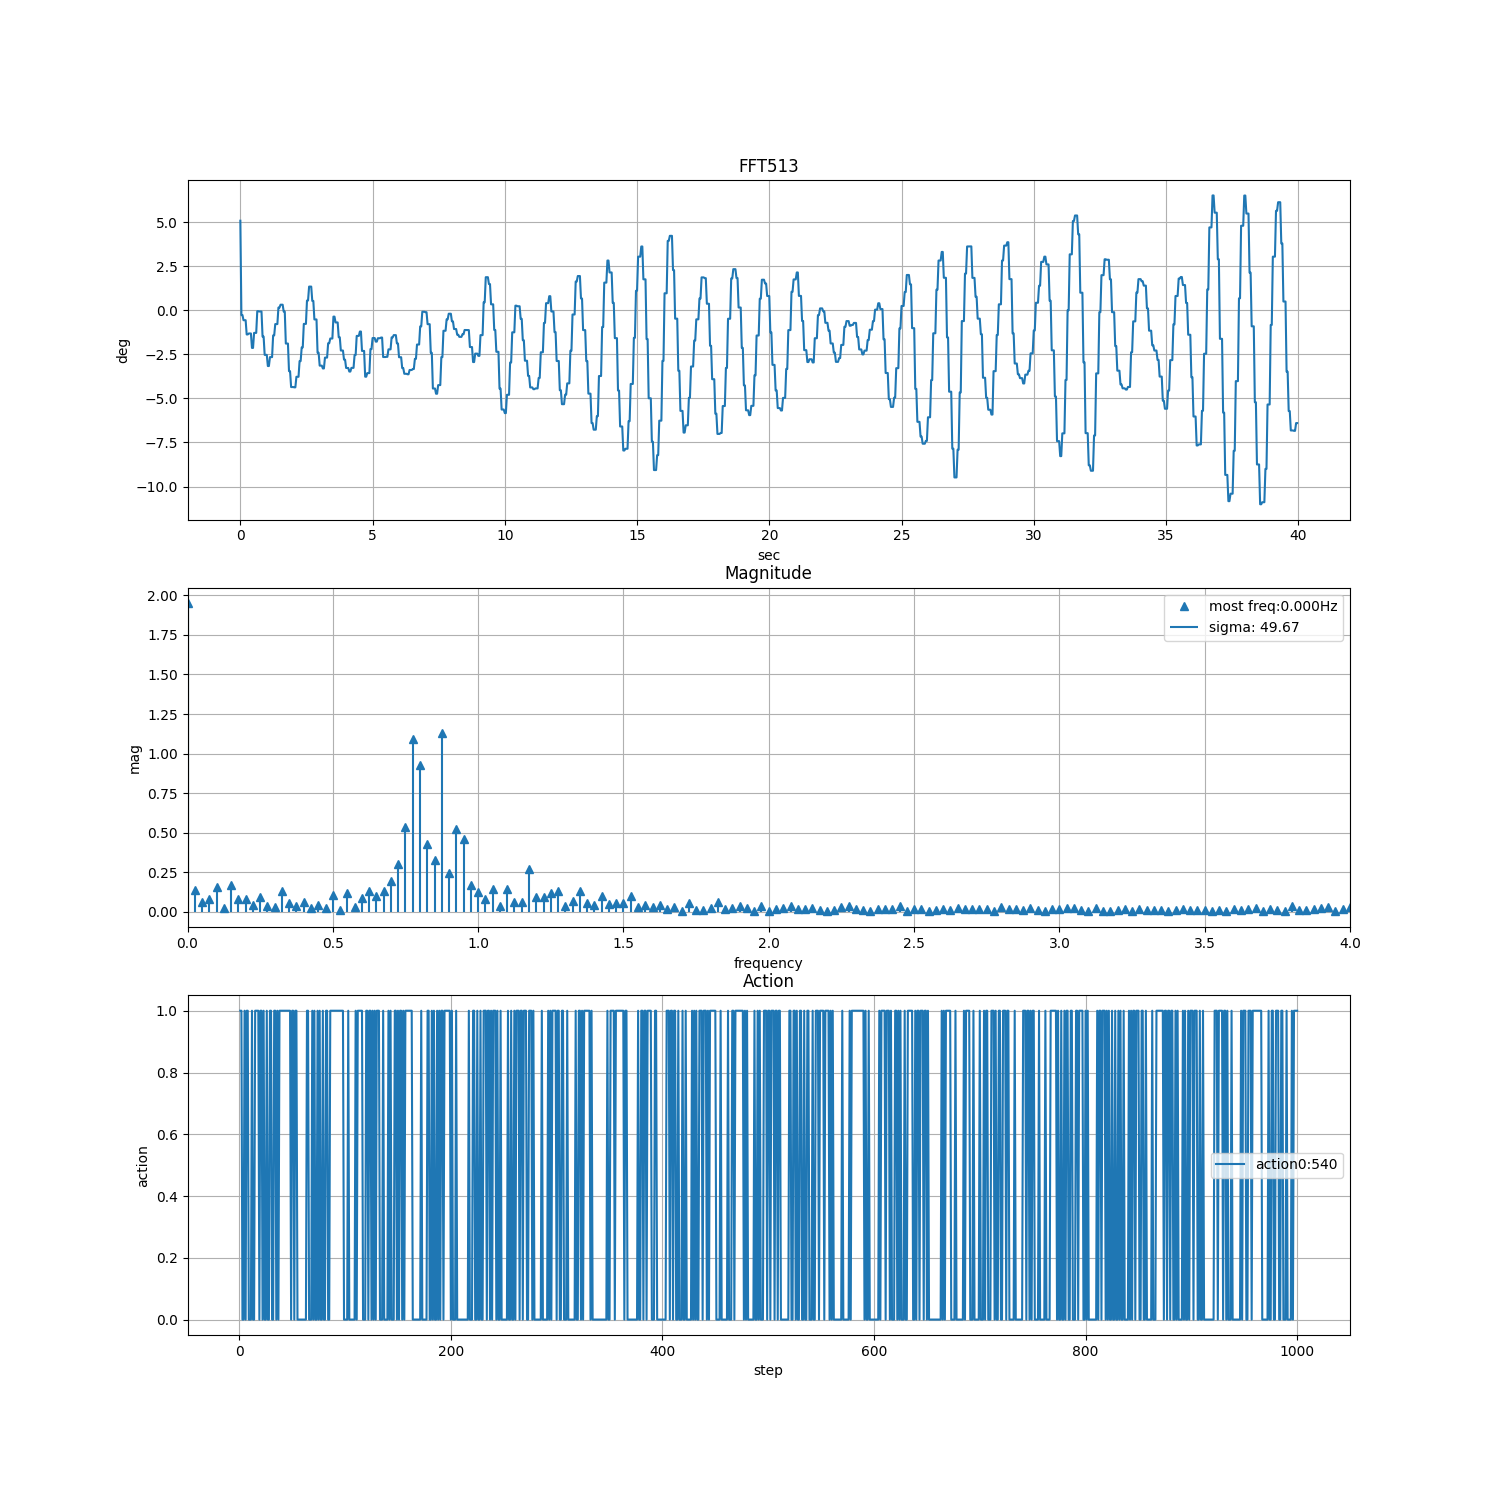 FFT513
5.0
2.5
0.0
−2.5
−5.0
−7.5
−10.0
deg
0 5 10 15 20 25 30 35 40
sec
Magnitude
2.00
1.75
1.50
1.25
1.00
0.75
0.50
0.25
0.00
mag
most freq:0.000Hz
sigma: 49.67
0.0 0.5 1.0 1.5 2.0 2.5 3.0 3.5 4.0
frequency
Action
1.0
0.8
0.6
0.4
0.2
0.0
action
action0:540
0 200 400 600 800 1000
step